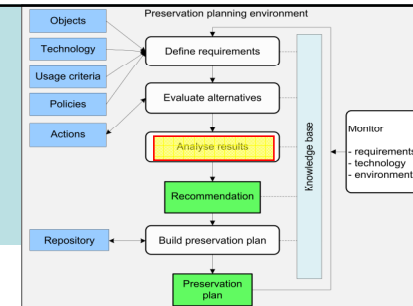 Preservation planning environment
Objects
Technology
Usage criteria
Policies
Actions
Define requirements
Evaluate alternatives
Analyse results
Recommendation
Repository
Build preservation plan
Preservation
plan
Knowledge base
Monitor
- requirements
- technology
- environment